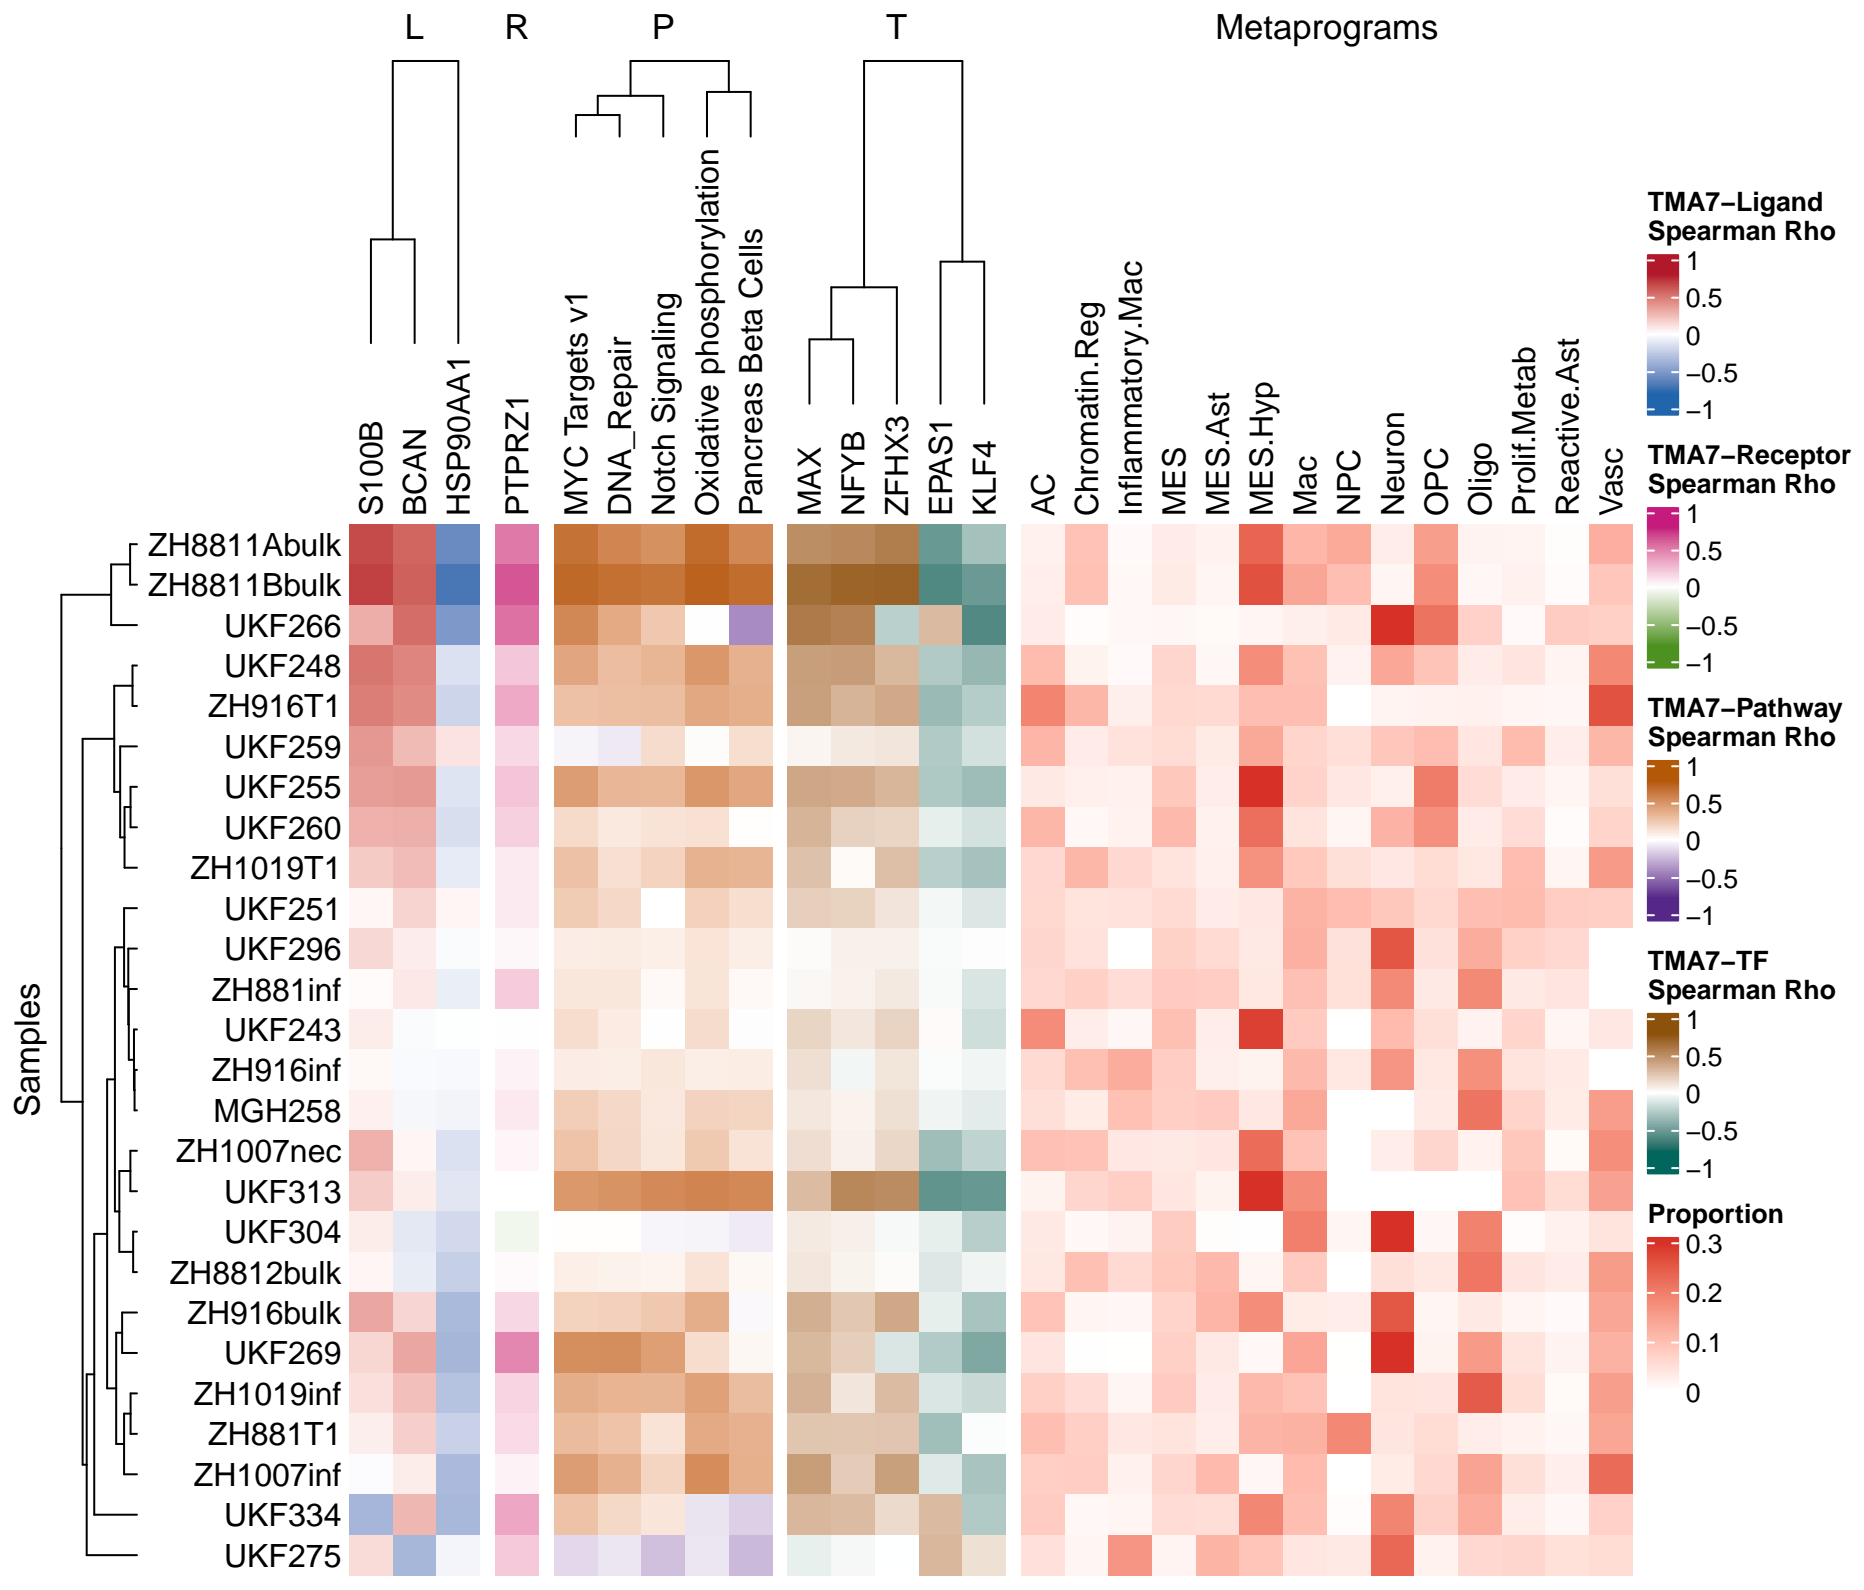 L R P T Metaprograms
S100B
BCAN
HSP90AA1
PTPRZ1
MYC Targets v1
DNA_Repair
Notch Signaling
Oxidative phosphorylation
Pancreas Beta Cells
MAX
NFYB
ZFHX3
EPAS1
KLF4
AC
Chromatin.Reg
Inflammatory.Mac
MES
MES.Ast
MES.Hyp
Mac
NPC
Neuron
OPC
Oligo
Prolif.Metab
Reactive.Ast
Vasc
Samples
ZH8811Abulk
ZH8811Bbulk
UKF266
UKF248
ZH916T1
UKF259
UKF255
UKF260
ZH1019T1
UKF251
UKF296
ZH881inf
UKF243
ZH916inf
MGH258
ZH1007nec
UKF313
UKF304
ZH8812bulk
ZH916bulk
UKF269
ZH1019inf
ZH881T1
ZH1007inf
UKF334
UKF275
TMA7−Ligand
Spearman Rho
1
0.5
0
−0.5
−1
TMA7−Receptor
Spearman Rho
1
0.5
0
−0.5
−1
TMA7−Pathway
Spearman Rho
1
0.5
0
−0.5
−1
TMA7−TF
Spearman Rho
1
0.5
0
−0.5
−1
Proportion
0.3
0.2
0.1
0